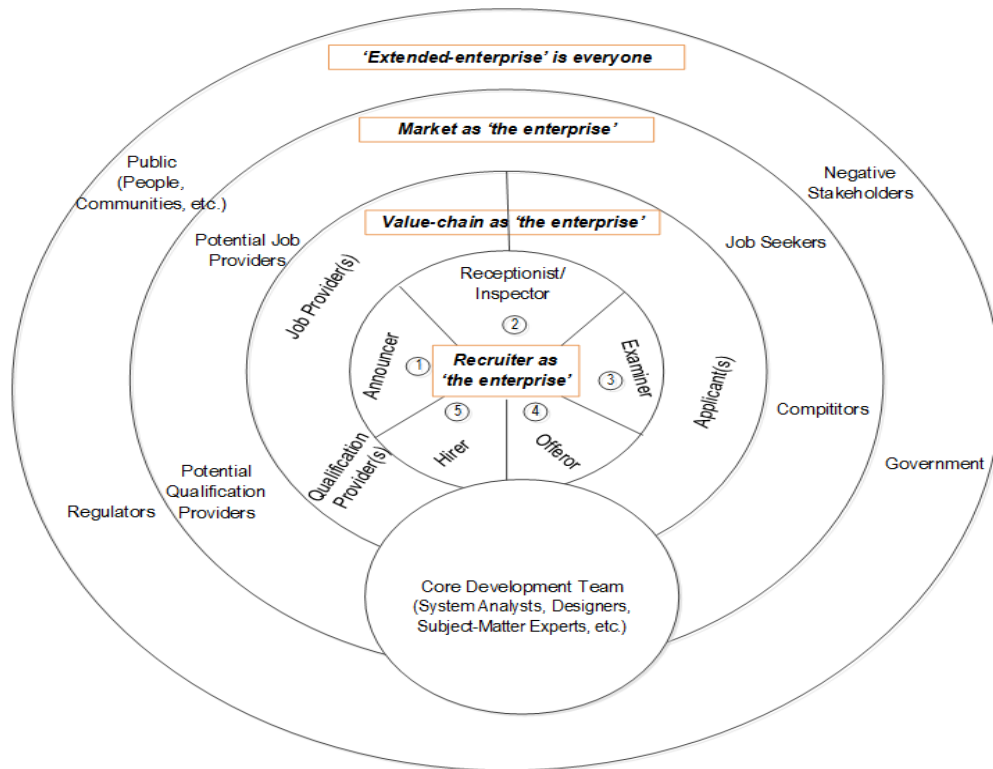 ‘Extended-enterprise’ is everyone
Market as ‘the enterprise’
Public
(People,
Communities, etc.)
Negative
Stakeholders
Value-chain as ‘the enterprise’
Potential Job
Providers
Job Seekers
Job Provider(s)
Receptionist/
Inspector
2
Announcer
1
Recruiter as
‘the enterprise’
3
Examiner
Applicant(s)
5
4
Compititors
Hirer
Offeror
Qualification
Provider(s)
Government
Potential
Qualification
Providers
Regulators
Core Development Team
(System Analysts, Designers,
Subject-Matter Experts, etc.)